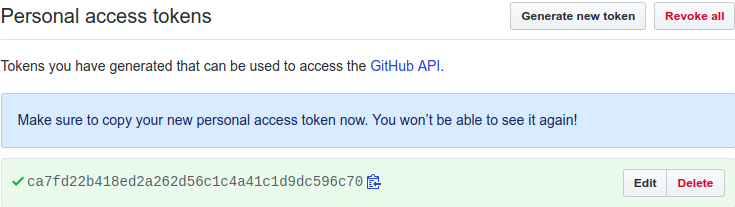 Personal access tokens
Generate new token
Revoke all
Tokens you have generated that can be used to access the GitHub API.
Make sure to copy your new personal access token now. You won’t be able to see it again!
ca7fd22b418ed2a262d56c1c4a41c1d9dc596c70
Edit
Delete